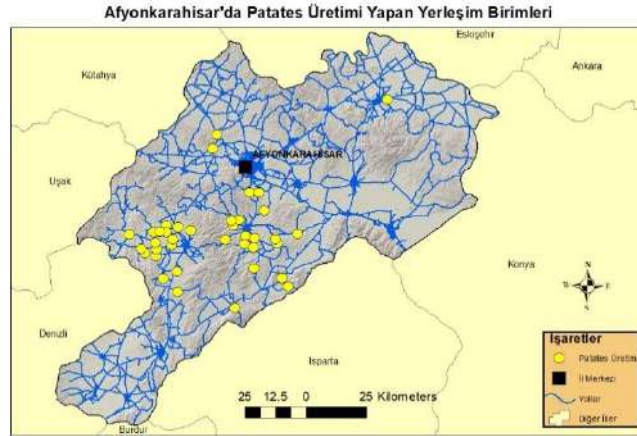 Afyonkarahisar'da Patates Üretimi Yapan Yerleşim Birimleri
Eskişehir
Kütahya
Ankara
AFYONKARAHİSAR
Uşak
Konya
N
W E
S
Denizli
Isparta
Burdur
25 12.5 0 25 Kilometers
İşaretler
Patates Üretim
İl Merkezi
Yollar
Diğer İller